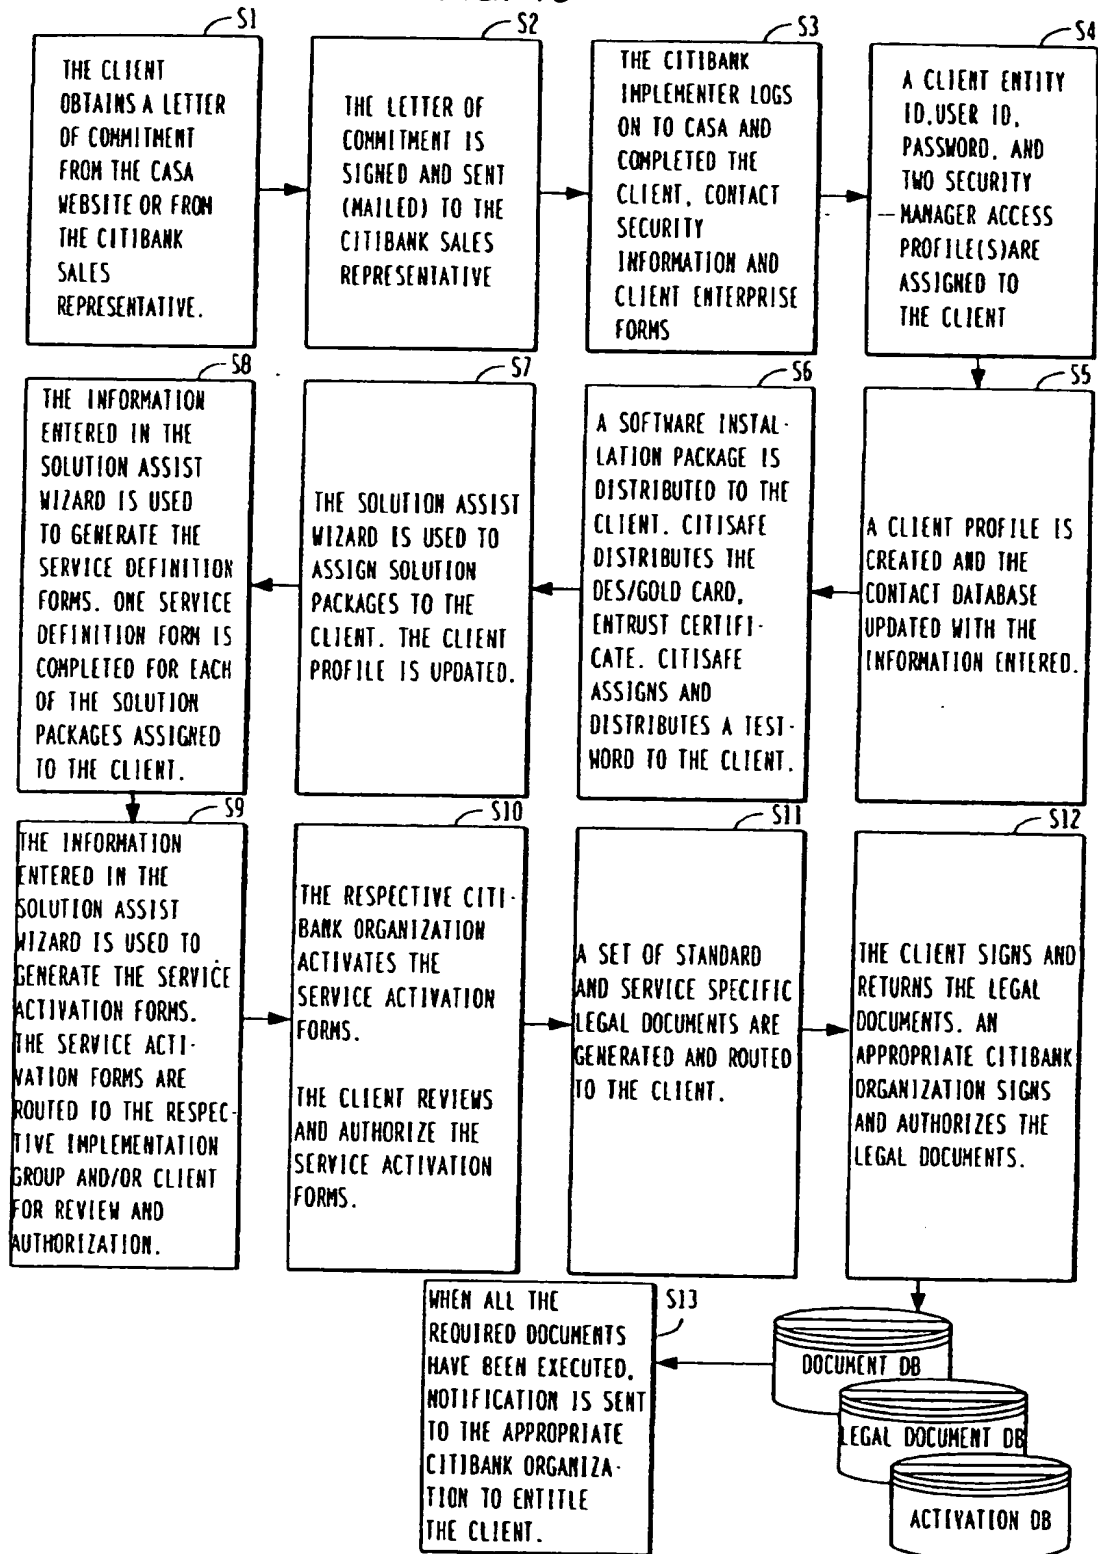 S1
THE CLIENT
OBTAINS A LETTER
OF COMMITMENT
FROM THE CASA
WEBSITE OR FROM
THE CITIBANK
SALES
REPRESENTATIVE.
S2
THE LETTER OF
COMMITMENT IS
SIGNED AND SENT
(MAILED) TO THE
CITIBANK SALES
REPRESENTATIVE
S3
THE CITIBANK
IMPLEMENTER LOGS
ON TO CASA AND
COMPLETED THE
CLIENT, CONTACT
SECURITY
INFORMATION AND
CLIENT ENTERPRISE
FORMS
S4
A CLIENT ENTITY
ID,USER ID,
PASSWORD, AND
TWO SECURITY
MANAGER ACCESS
PROFILE(S)ARE
ASSIGNED TO
THE CLIENT
S5
A CLIENT PROFILE IS
CREATED AND THE
CONTACT DATABASE
UPDATED WITH THE
INFORMATION ENTERED.
S6
A SOFTWARE INSTAL-
LATION PACKAGE IS
DISTRIBUTED TO THE
CLIENT. CITISAFE
DISTRIBUTES THE
DES/GOLD CARD,
ENTRUST CERTIFI-
CATE. CITISAFE
ASSIGNS AND
DISTRIBUTES A TEST-
WORD TO THE CLIENT.
S7
THE SOLUTION ASSIST
WIZARD IS USED TO
ASSIGN SOLUTION
PACKAGES TO THE
CLIENT. THE CLIENT
PROFILE IS UPDATED.
S8
THE INFORMATION
ENTERED IN THE
SOLUTION ASSIST
WIZARD IS USED
TO GENERATE THE
SERVICE DEFINITION
FORMS. ONE SERVICE
DEFINITION FORM IS
COMPLETED FOR EACH
OF THE SOLUTION
PACKAGES ASSIGNED
TO THE CLIENT.
S9
THE INFORMATION
ENTERED IN THE
SOLUTION ASSIST
WIZARD IS USED TO
GENERATE THE SERVICE
ACTIVATION FORMS.
THE SERVICE ACTI-
VATION FORMS ARE
ROUTED TO THE RESPEC-
TIVE IMPLEMENTATION
GROUP AND/OR CLIENT
FOR REVIEW AND
AUTHORIZATION.
S10
THE RESPECTIVE CITI-
BANK ORGANIZATION
ACTIVATES THE
SERVICE ACTIVATION
FORMS.
THE CLIENT REVIEWS
AND AUTHORIZE THE
SERVICE ACTIVATION
FORMS.
S11
A SET OF STANDARD
AND SERVICE SPECIFIC
LEGAL DOCUMENTS ARE
GENERATED AND ROUTED
TO THE CLIENT.
S12
THE CLIENT SIGNS AND
RETURNS THE LEGAL
DOCUMENTS. AN
APPROPRIATE CITIBANK
ORGANIZATION SIGNS
AND AUTHORIZES THE
LEGAL DOCUMENTS.
S13
WHEN ALL THE
REQUIRED DOCUMENTS
HAVE BEEN EXECUTED,
NOTIFICATION IS SENT
TO THE APPROPRIATE
CITIBANK ORGANIZA-
TION TO ENTITLE
THE CLIENT.
DOCUMENT DB
LEGAL DOCUMENT DB
ACTIVATION DB